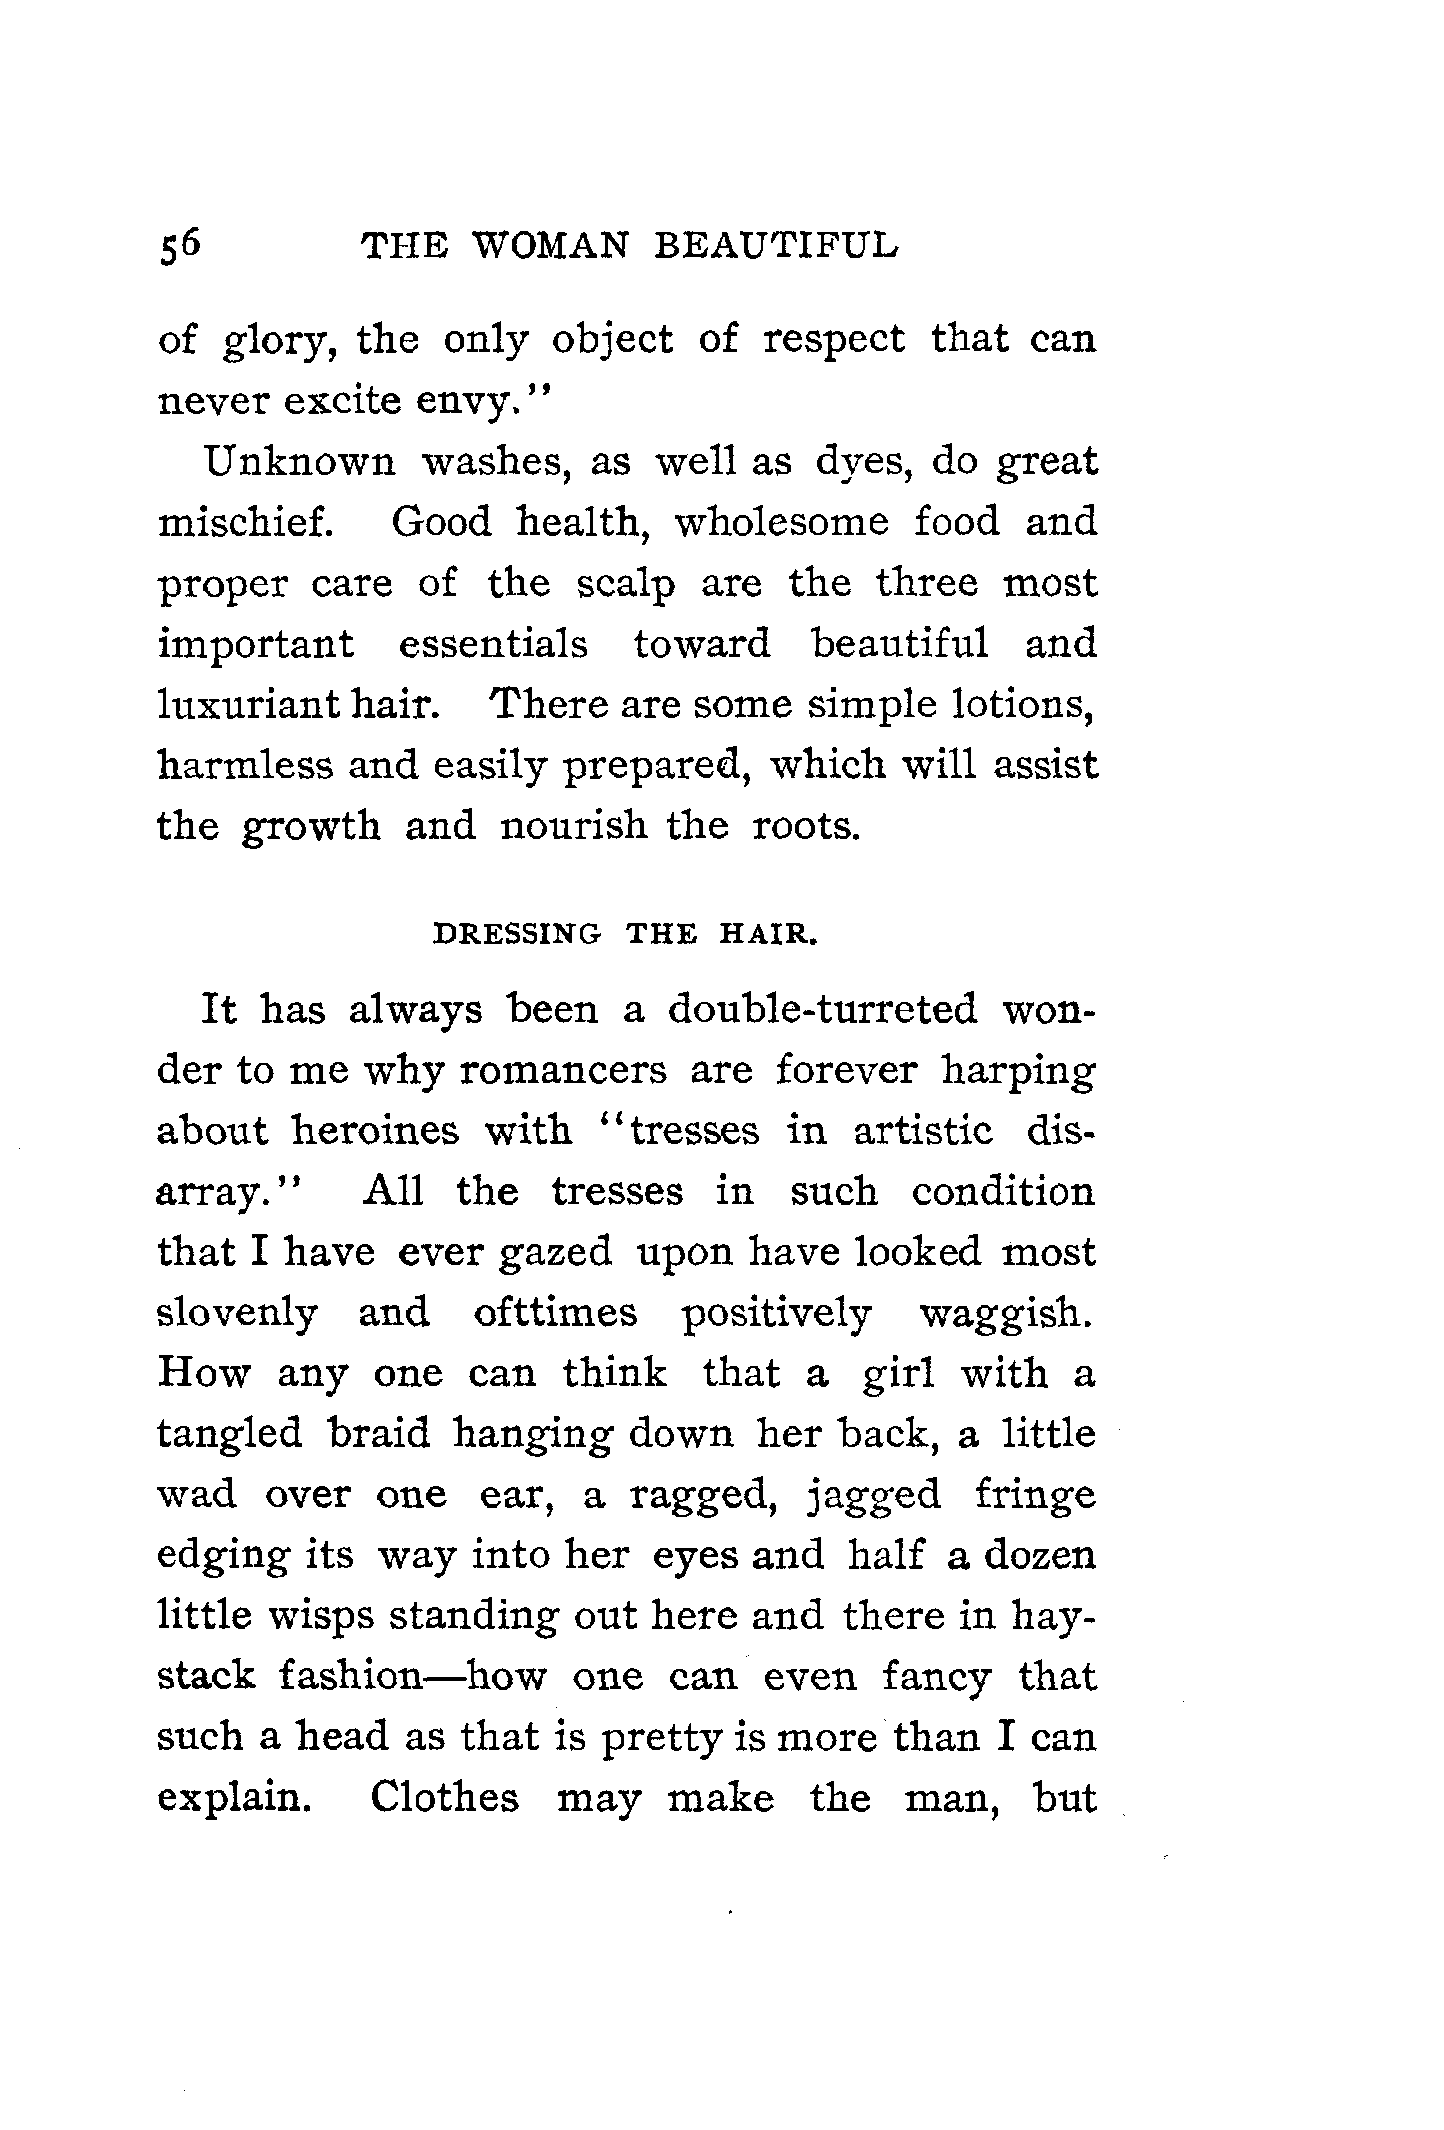 56 THE WOMAN BEAUTIFUL
of glory, the only object of respect that can
never excite envy."
Unknown washes, as well as dyes, do great
mischief. Good health, wholesome food and
proper care of the scalp are the three most
important essentials toward beautiful and
luxuriant hair. There are some simple lotions,
harmless and easily prepared, which will assist
the growth and nourish the roots.
DRESSING THE HAIR.
It has always been a double-turreted won-
der to me why romancers are forever harping
about heroines with "tresses in artistic dis-
array." All the tresses in such condition
that I have ever gazed upon have looked most
slovenly and ofttimes positively waggish.
How any one can think that a girl with a
tangled braid hanging down her back, a little
wad over one ear, a ragged, jagged fringe
edging its way into her eyes and half a dozen
little wisps standing out here and there in hay-
stack fashion—how one can even fancy that
such a head as that is pretty is more than I can
explain. Clothes may make the man, but